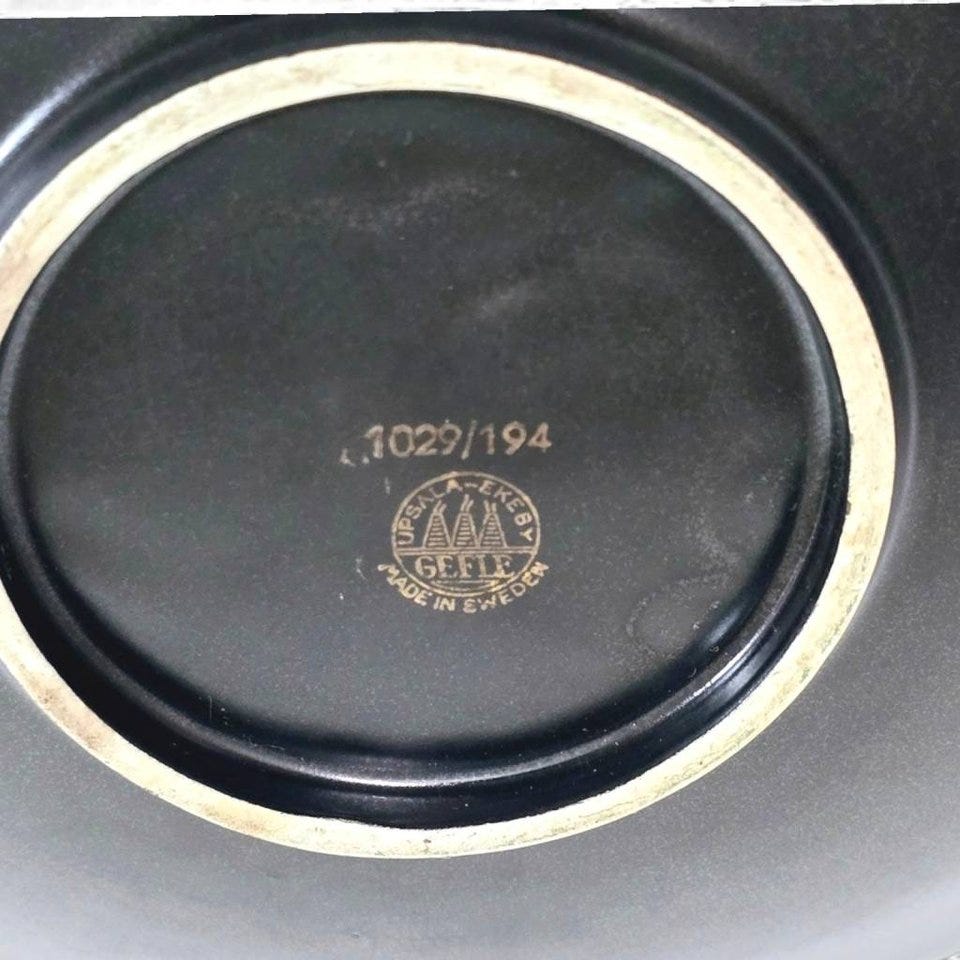 1029/194
UPSALA-EKEBY
GEFLE
MADE IN SWEDEN